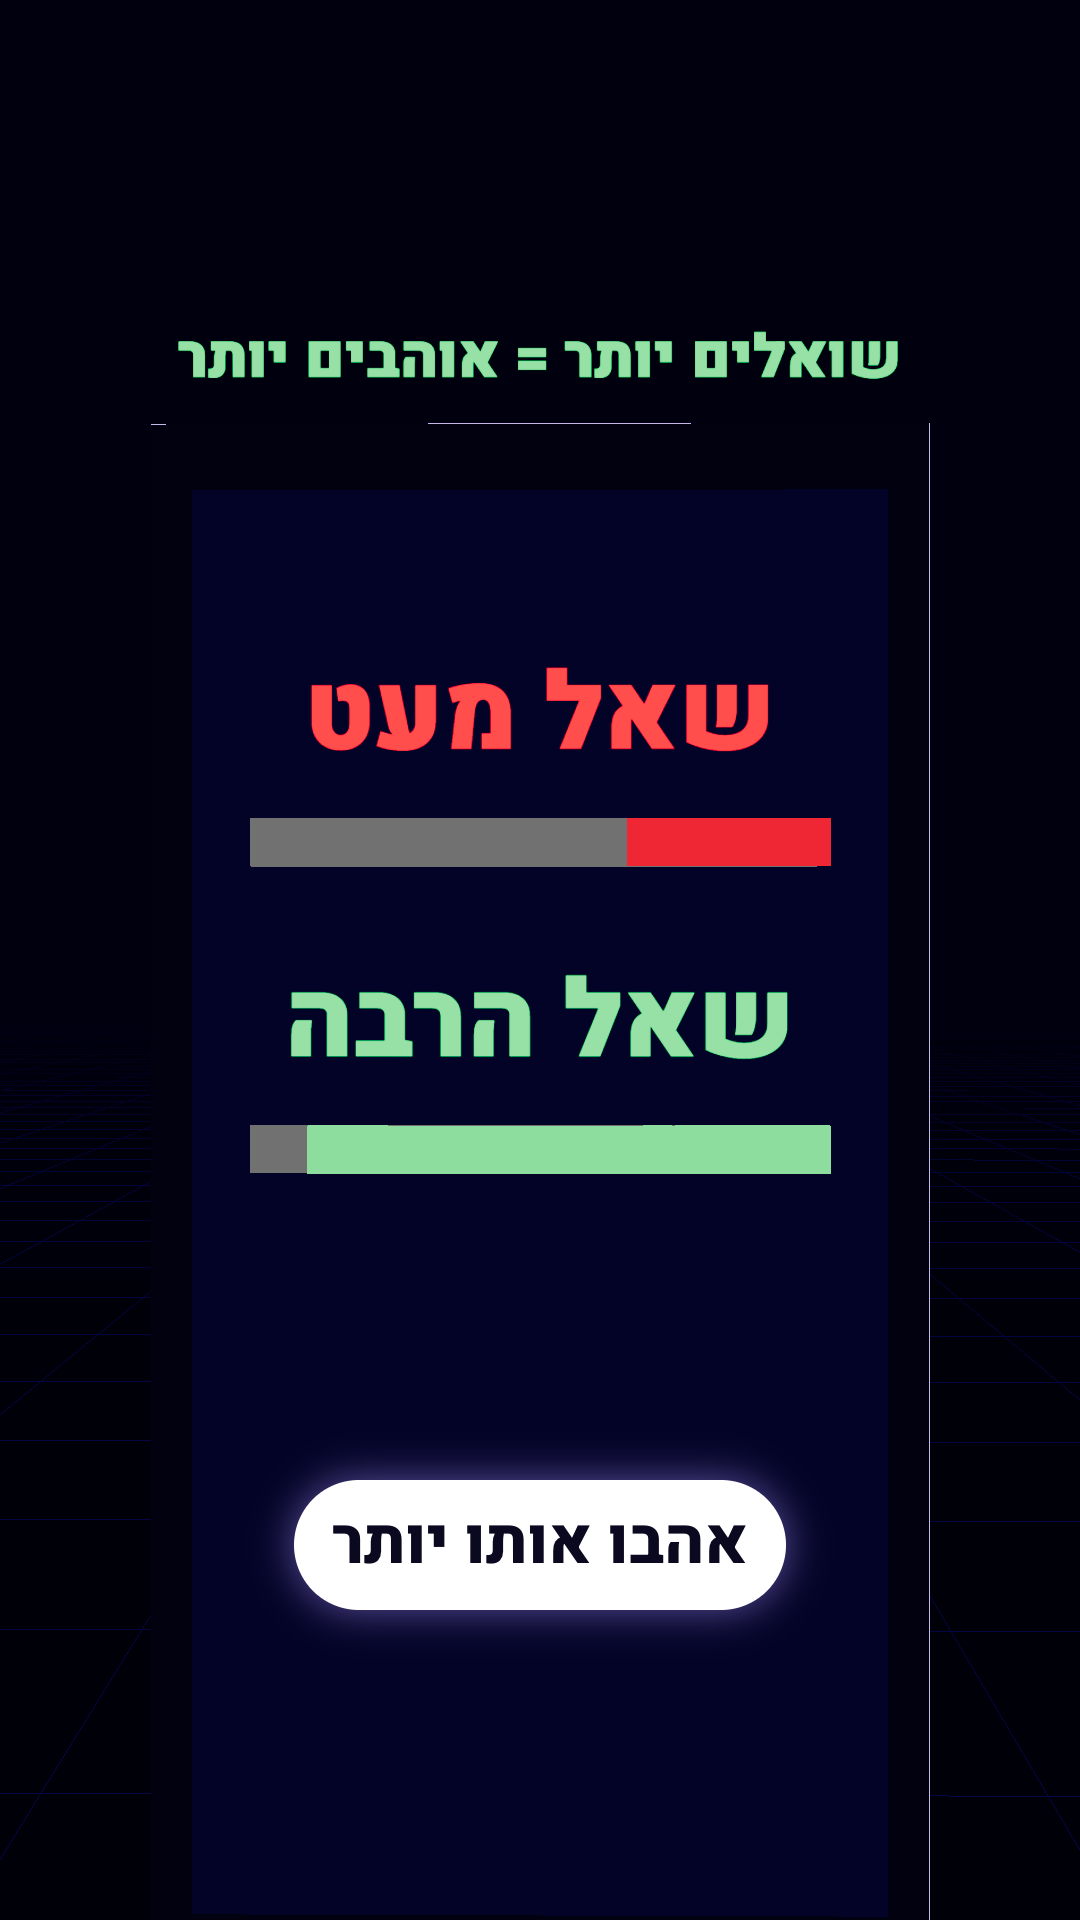 שואלים יותר = אוהבים יותר
שאל מעט
שאל הרבה
אהבו אותו יותר